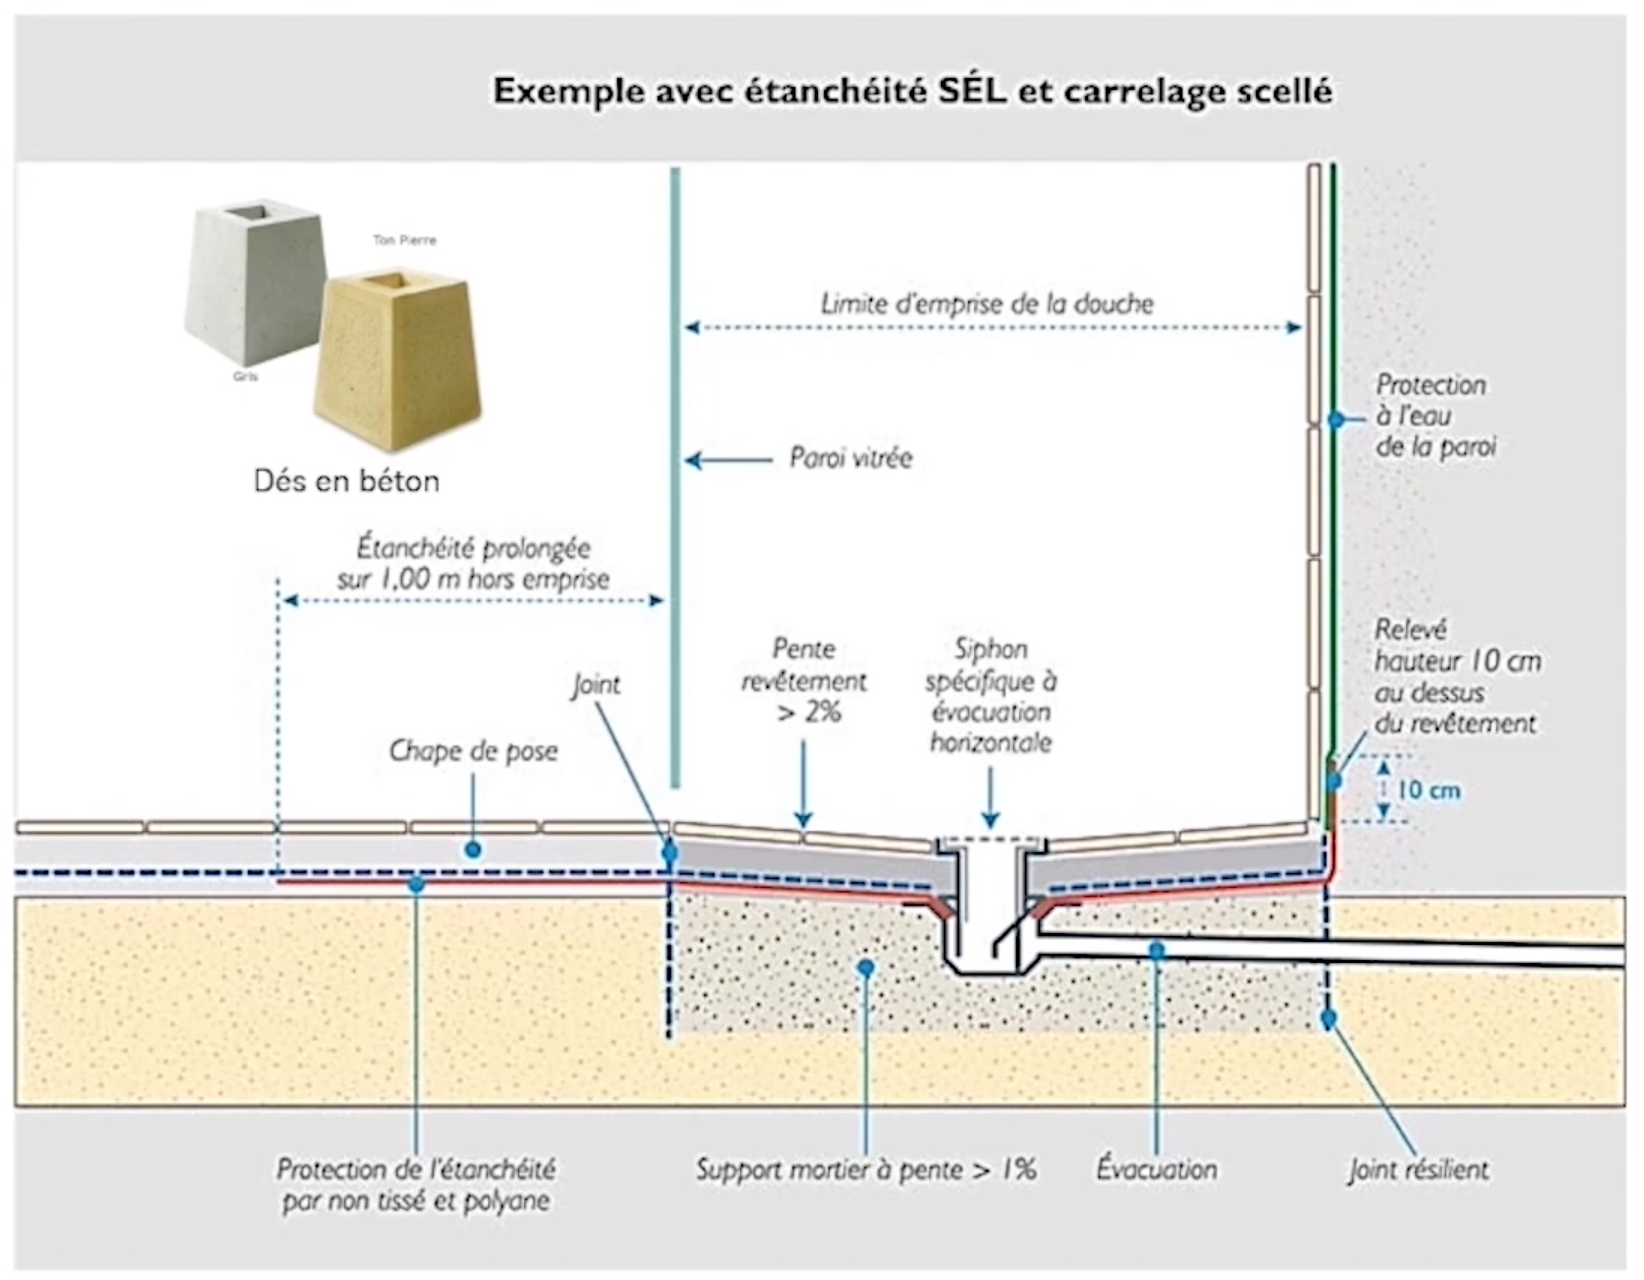 Exemple avec étanchéité SÉL et carrelage scellé
Ton Pierre
Gris
Dés en béton
Limite d'emprise de la douche
Protection
à l'eau
de la paroi
Paroi vitrée
Étanchéité prolongée
sur 1,00 m hors emprise
Joint
Pente
revêtement
> 2%
Siphon
spécifique à
évacuation
horizontale
Relevé
hauteur 10 cm
au dessus
du revêtement
Chape de pose
10 cm
Protection de l'étanchéité
par non tissé et polyane
Support mortier à pente > 1%
Évacuation
Joint résilient